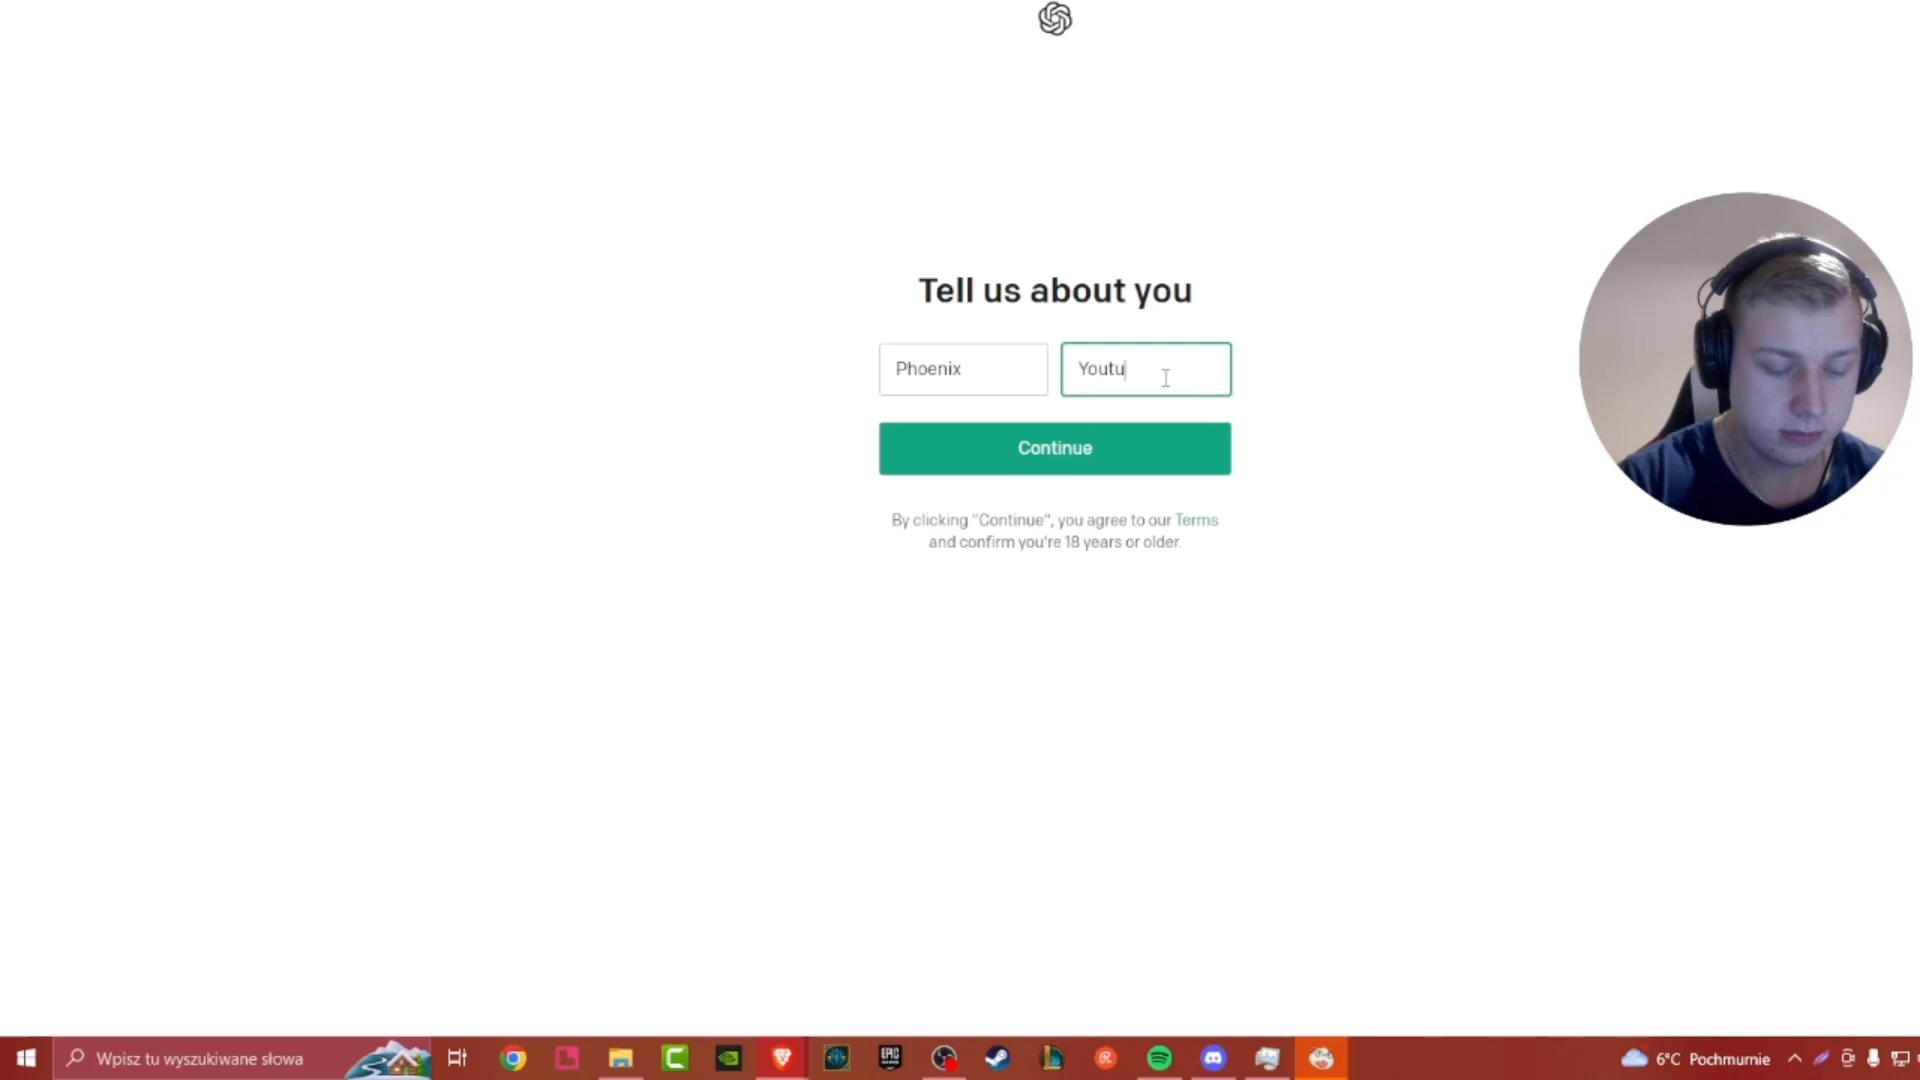 Tell us about you
Phoenix
Youtu
Continue
By clicking "Continue", you agree to our Terms
and confirm you're 18 years or older.
EPIC
Wpisz tu wyszukiwane słowa
6°C Pochmurnie